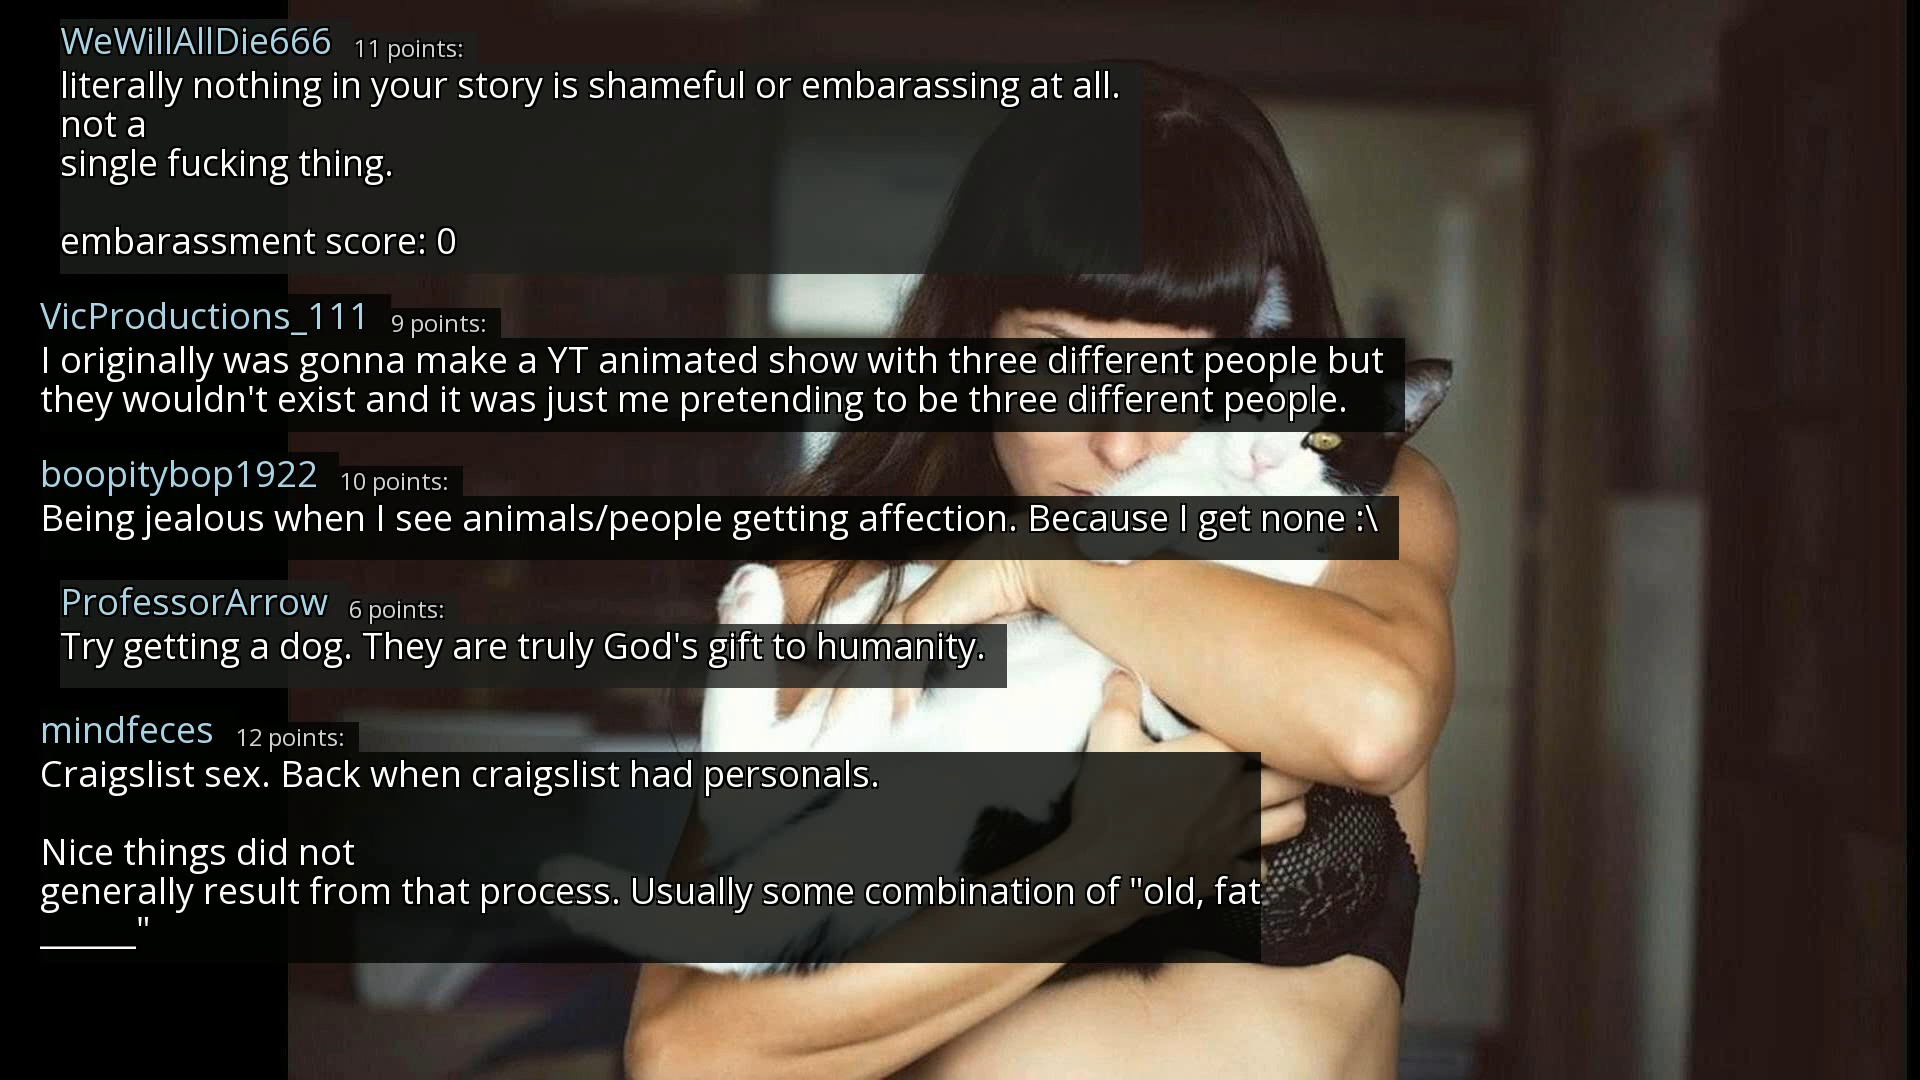 WeWillAllDie666 11 points:
literally nothing in your story is shameful or embarassing at all.
not a
single fucking thing.
embarassment score: 0
VicProductions_111 9 points:
I originally was gonna make a YT animated show with three different people but
they wouldn't exist and it was just me pretending to be three different people.
boopitybop1922 10 points:
Being jealous when I see animals/people getting affection. Because I get none :\
ProfessorArrow 6 points:
Try getting a dog. They are truly God's gift to humanity.
mindfeces 12 points:
Craigslist sex. Back when craigslist had personals.
Nice things did not
generally result from that process. Usually some combination of "old, fat
______"